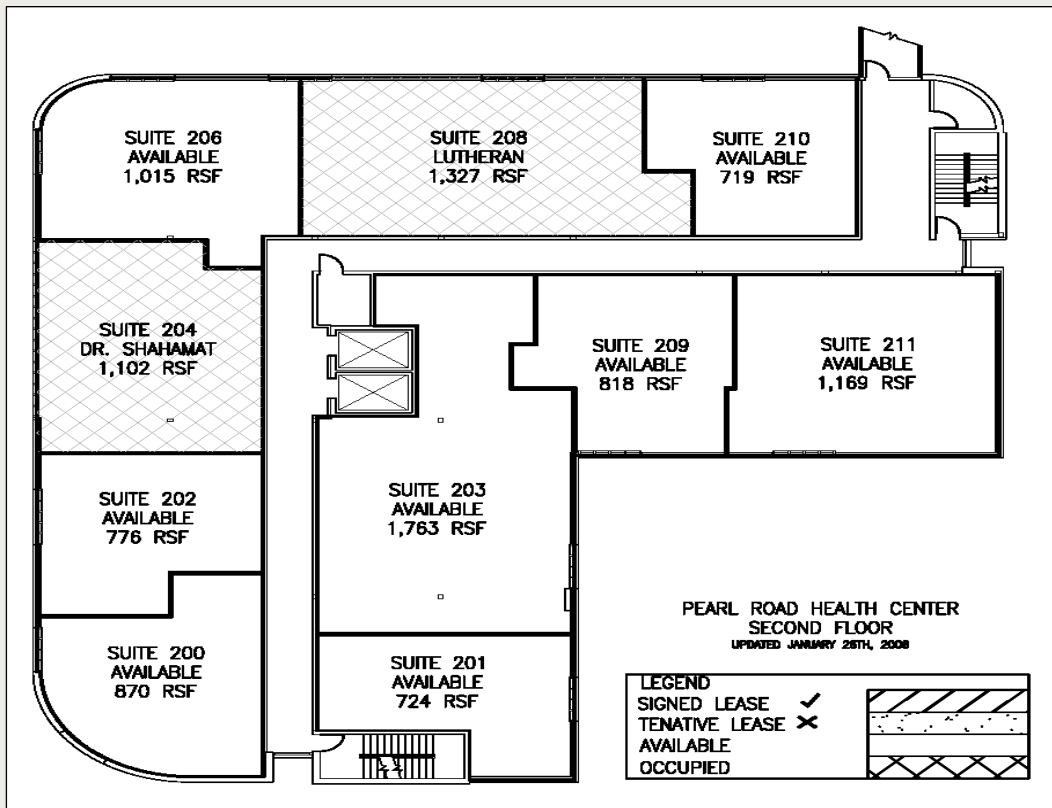 SUITE 206
AVAILABLE
1,015 RSF
SUITE 208
LUTHERAN
1,327 RSF
SUITE 210
AVAILABLE
719 RSF
SUITE 204
DR. SHAHAMAT
1,102 RSF
SUITE 209
AVAILABLE
818 RSF
SUITE 211
AVAILABLE
1,169 RSF
SUITE 202
AVAILABLE
776 RSF
SUITE 203
AVAILABLE
1,763 RSF
SUITE 200
AVAILABLE
870 RSF
SUITE 201
AVAILABLE
724 RSF
PEARL ROAD HEALTH CENTER
SECOND FLOOR
UPDATED JANUARY 26TH, 2008
LEGEND
SIGNED LEASE ✓
TENATIVE LEASE ✕
AVAILABLE
OCCUPIED